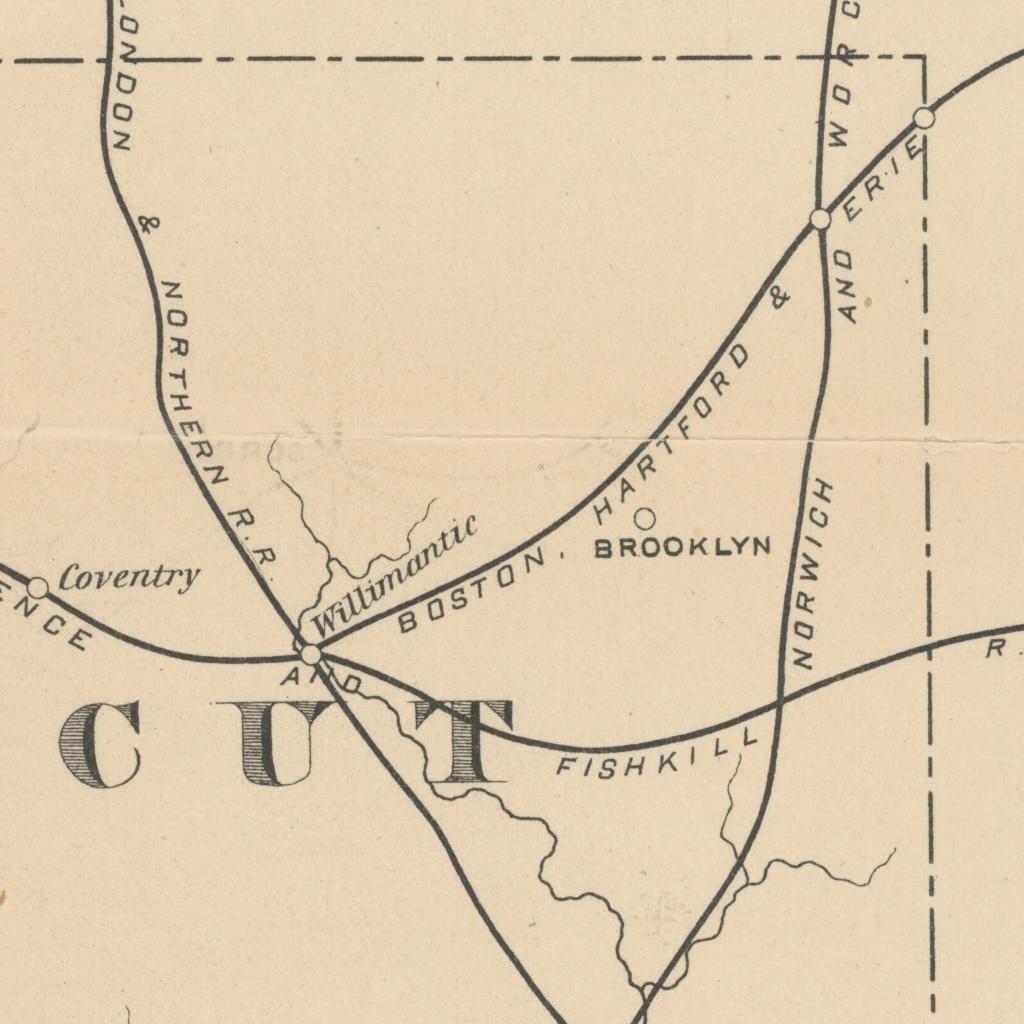 LONDON & NORTHERN R.R.
WORC
AND
NORWICH
BOSTON, HARTFORD & ERIE
BROOKLYN
Willimantic
Coventry
ENCE
AND FISHKILL R.
CUT